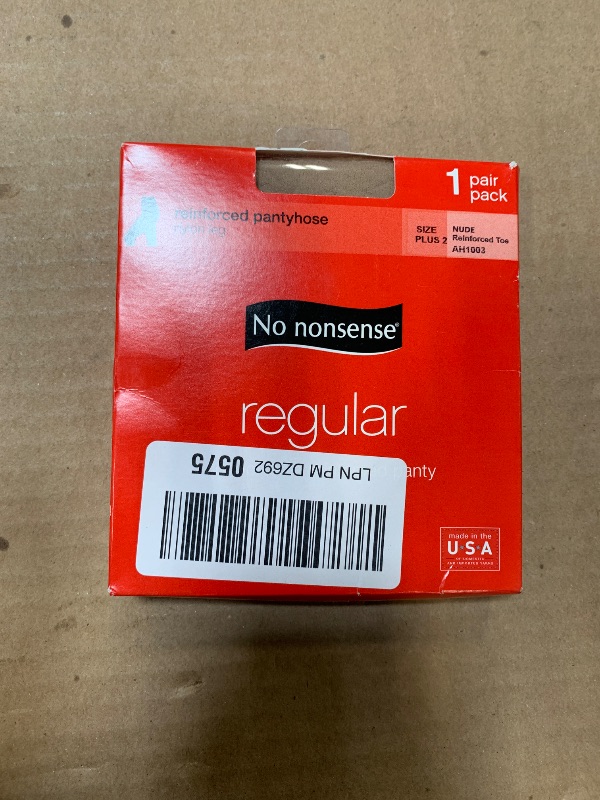 1 pair
pack
reinforced pantyhose
SIZE
PLUS 2
NUDE
Reinforced Toe
AH1003
No nonsense®
regular
panty
LPN PM DZ692 0575
made in the
U·S·A